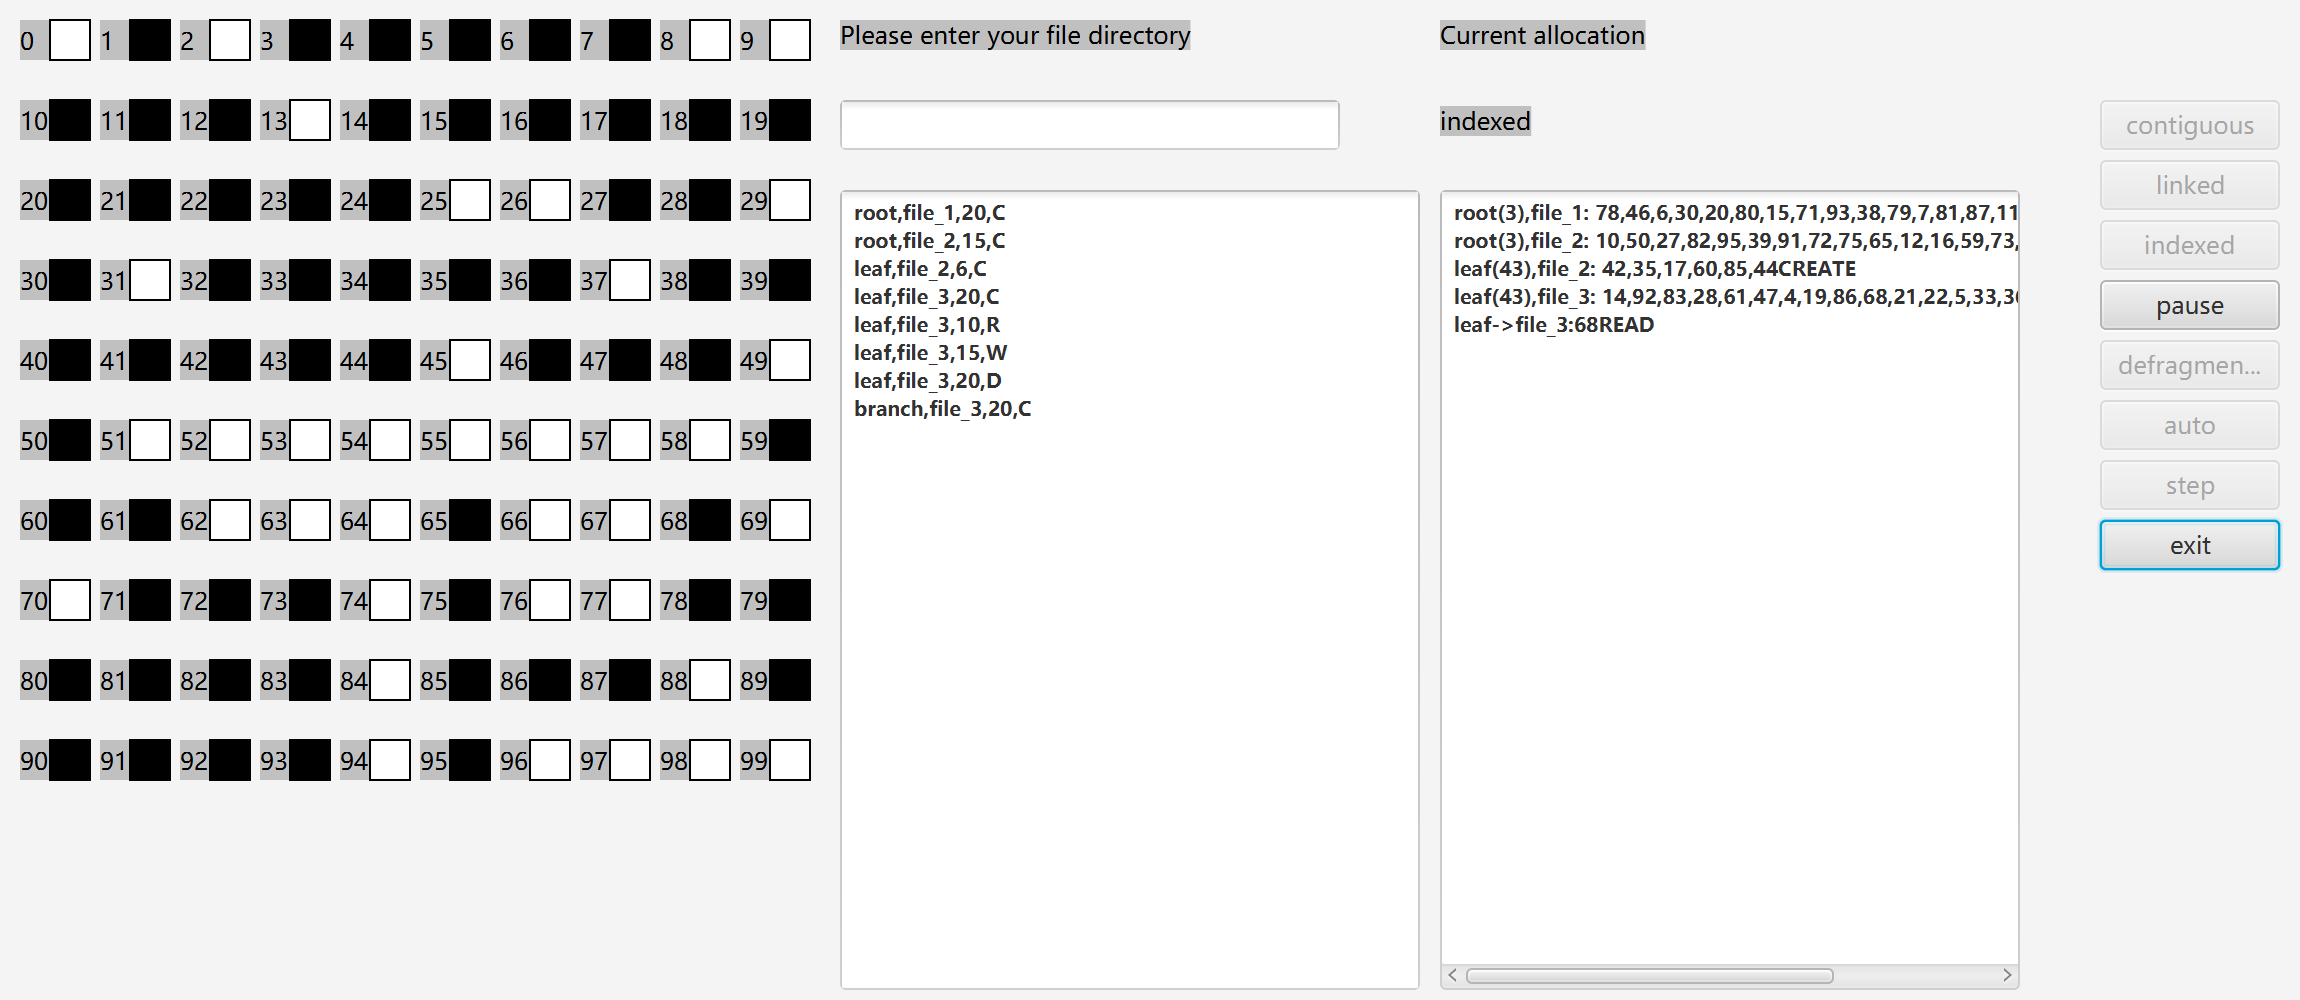 0 1 2 3 4 5 6 7 8 9
10 11 12 13 14 15 16 17 18 19
20 21 22 23 24 25 26 27 28 29
30 31 32 33 34 35 36 37 38 39
40 41 42 43 44 45 46 47 48 49
50 51 52 53 54 55 56 57 58 59
60 61 62 63 64 65 66 67 68 69
70 71 72 73 74 75 76 77 78 79
80 81 82 83 84 85 86 87 88 89
90 91 92 93 94 95 96 97 98 99
Please enter your file directory
root,file_1,20,C
root,file_2,15,C
leaf,file_2,6,C
leaf,file_3,20,C
leaf,file_3,10,R
leaf,file_3,15,W
leaf,file_3,20,D
branch,file_3,20,C
Current allocation
indexed
root(3),file_1: 78,46,6,30,20,80,15,71,93,38,79,7,81,87,11
root(3),file_2: 10,50,27,82,95,39,91,72,75,65,12,16,59,73,
leaf(43),file_2: 42,35,17,60,85,44CREATE
leaf(43),file_3: 14,92,83,28,61,47,4,19,86,68,21,22,5,33,
leaf->file_3:68READ
contiguous
linked
indexed
pause
defragmen...
auto
step
exit